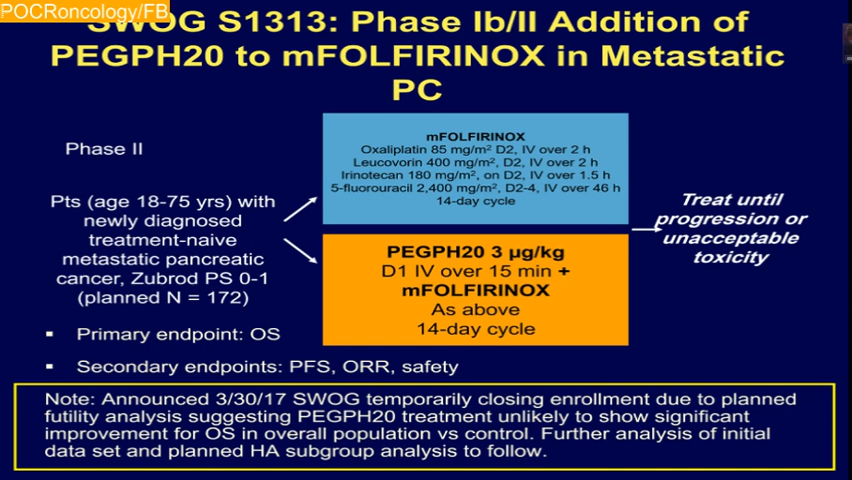 POCRoncology/FB
SWOG S1313: Phase Ib/II Addition of
PEGPH20 to mFOLFIRINOX in Metastatic
PC
Phase II
Pts (age 18-75 yrs) with
newly diagnosed
treatment-naive
metastatic pancreatic
cancer, Zubrod PS 0-1
(planned N = 172)
mFOLFIRINOX
Oxaliplatin 85 mg/m² D2, IV over 2 h
Leucovorin 400 mg/m², D2, IV over 2 h
Irinotecan 180 mg/m², on D2, IV over 1.5 h
5-fluorouracil 2,400 mg/m², D2-4, IV over 46 h
14-day cycle
PEGPH20 3 µg/kg
D1 IV over 15 min +
mFOLFIRINOX
As above
14-day cycle
Treat until
progression or
unacceptable
toxicity
▪ Primary endpoint: OS
▪ Secondary endpoints: PFS, ORR, safety
Note: Announced 3/30/17 SWOG temporarily closing enrollment due to planned
futility analysis suggesting PEGPH20 treatment unlikely to show significant
improvement for OS in overall population vs control. Further analysis of initial
data set and planned HA subgroup analysis to follow.